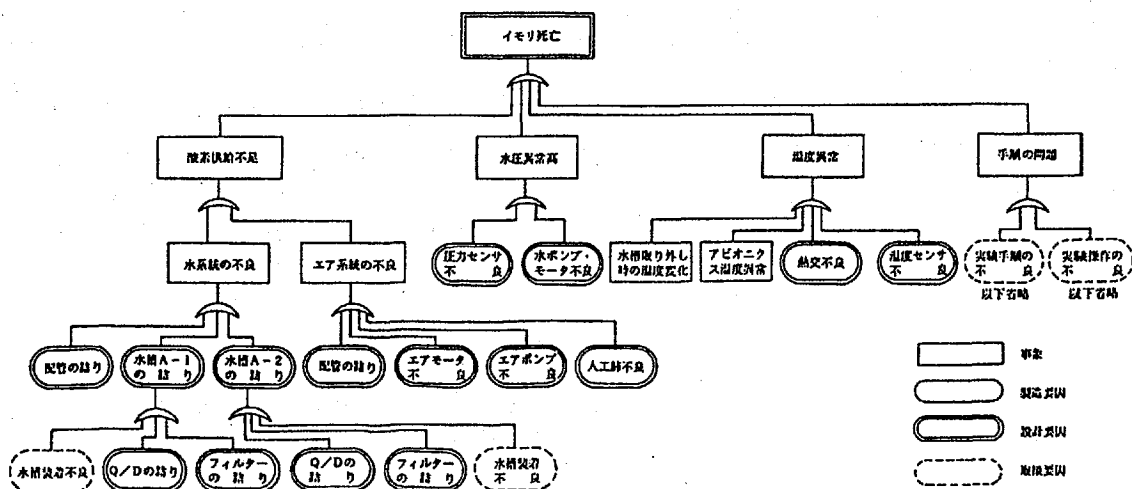 イモリ死亡
酸素供給不足
水圧異常高
温度異常
手順の問題
水系統の不良
エア系統の不良
圧力センサ
不良
水ポンプ・
モータ不良
水槽取り外し
時の温度変化
アビオニク
ス温度異常
熱交不良
温度センサ
不良
実験手順の
不良
以下省略
実験操作の
不良
以下省略
配管の詰り
水槽A-1
の詰り
水槽A-2
の詰り
配管の詰り
エアモータ
不良
エアポンプ
不良
人工肺不良
水槽装着不良
Q/Dの詰り
フィルター
の詰り
Q/Dの
詰り
フィルター
の詰り
水槽装着
不良
事象
製造要因
設計要因
取扱要因